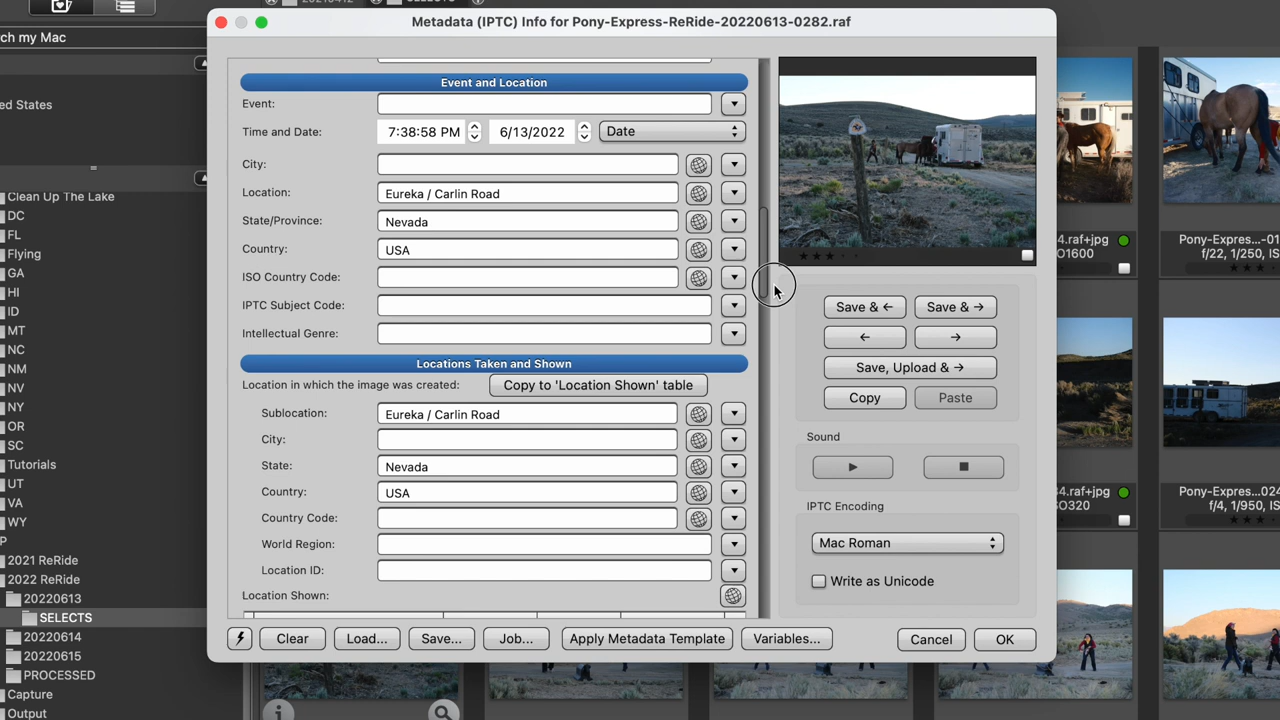 Metadata (IPTC) Info for Pony-Express-ReRide-20220613-0282.raf
ch my Mac
ed States
Clean Up The Lake
DC
FL
Flying
GA
HI
ID
MT
NC
NM
NV
NY
OR
SC
Tutorials
UT
VA
WY
P
2021 ReRide
2022 ReRide
20220613
SELECTS
20220614
20220615
PROCESSED
Capture
Output
Event and Location
Event:
Time and Date: 7:38:58 PM 6/13/2022 Date
City:
Location: Eureka / Carlin Road
State/Province: Nevada
Country: USA
ISO Country Code:
IPTC Subject Code:
Intellectual Genre:
Locations Taken and Shown
Location in which the image was created: Copy to 'Location Shown' table
Sublocation: Eureka / Carlin Road
City:
State: Nevada
Country: USA
Country Code:
World Region:
Location ID:
Location Shown:
Clear Load... Save... Job... Apply Metadata Template Variables... Cancel OK
Save & ← Save & →
← →
Save, Upload & →
Copy Paste
Sound
IPTC Encoding
Mac Roman
Write as Unicode
4.raf+jpg
O1600
Pony-Expres...-01
f/22, 1/250, IS
4.raf+jpg
O320
Pony-Expres...024
f/4, 1/950, IS